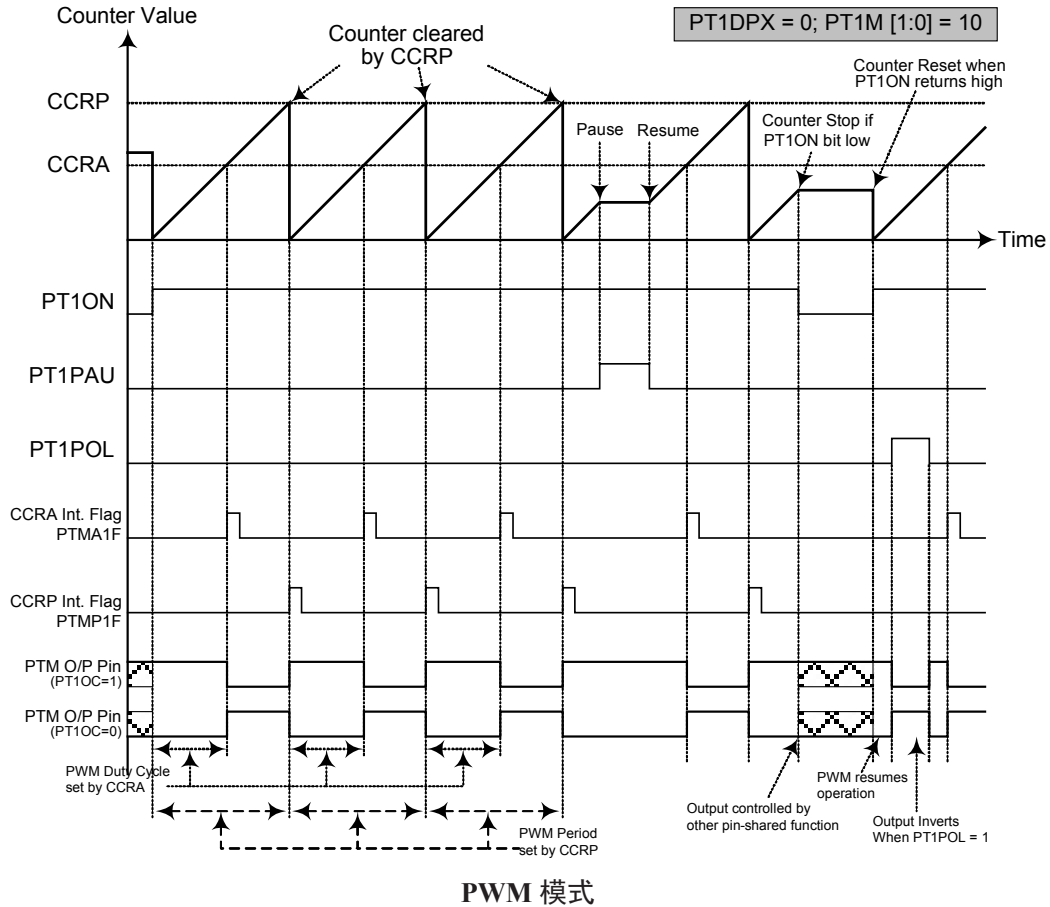 Counter Value
PT1DPX = 0; PT1M [1:0] = 10
Counter cleared
by CCRP
Counter Reset when
PT1ON returns high
CCRP
Pause
Resume
Counter Stop if
PT1ON bit low
CCRA
Time
PT1ON
PT1PAU
PT1POL
CCRA Int. Flag
PTMA1F
CCRP Int. Flag
PTMP1F
PTM O/P Pin
(PT1OC=1)
PTM O/P Pin
(PT1OC=0)
PWM Duty Cycle
set by CCRA
PWM resumes
operation
Output controlled by
other pin-shared function
Output Inverts
When PT1POL = 1
PWM Period
set by CCRP
PWM 模式